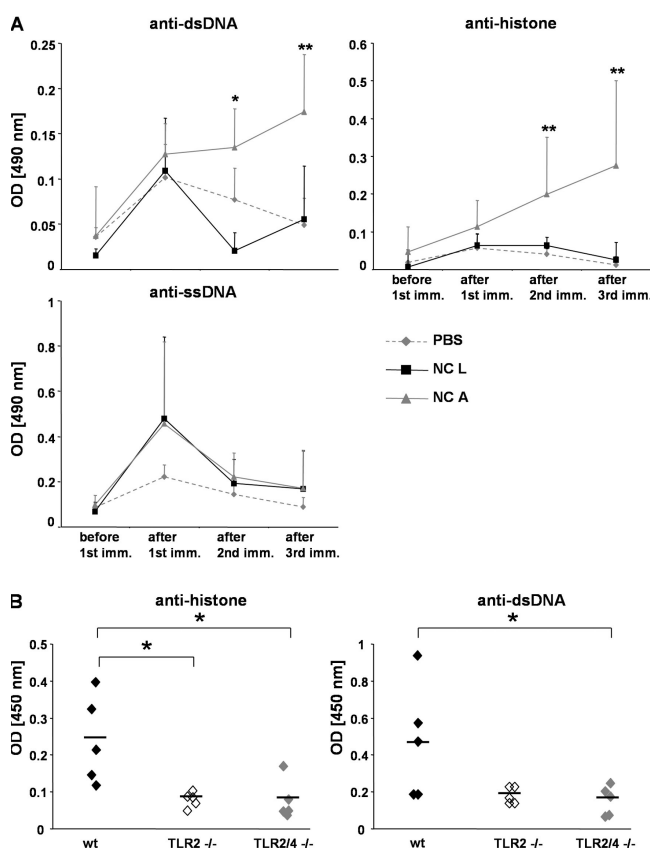 A
anti-dsDNA
OD [490 nm]
0.25
0.2
0.15
0.1
0.05
0
*
**
anti-histone
OD [490 nm]
0.6
0.5
0.4
0.3
0.2
0.1
0
**
**
before 1st imm.
after 1st imm.
after 2nd imm.
after 3rd imm.
anti-ssDNA
OD [490 nm]
1
0.8
0.6
0.4
0.2
0
before 1st imm.
after 1st imm.
after 2nd imm.
after 3rd imm.
PBS
NC L
NC A
B
anti-histone
OD [450 nm]
0.5
0.4
0.3
0.2
0.1
0
*
*
wt
TLR2 -/-
TLR2/4 -/-
anti-dsDNA
OD [450 nm]
1
0.8
0.6
0.4
0.2
0
*
wt
TLR2 -/-
TLR2/4 -/-